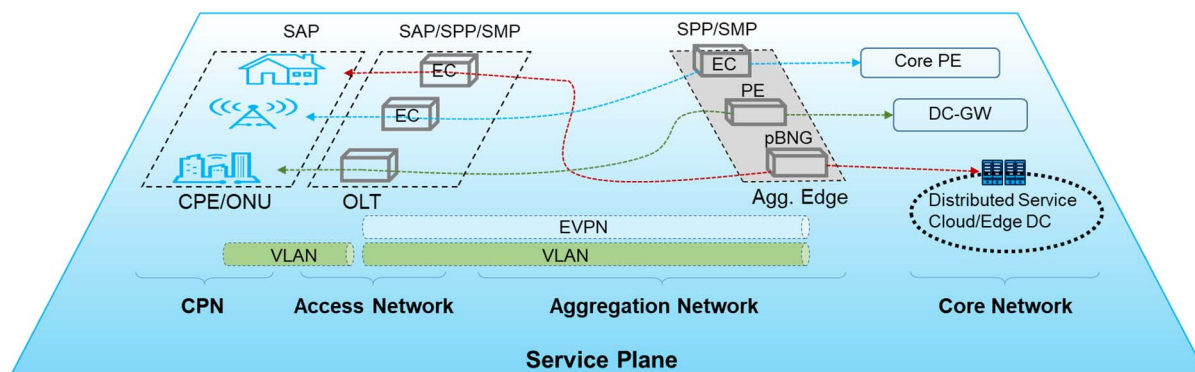 SAP
SAP/SPP/SMP
SPP/SMP
EC
EC
Core PE
PE
EC
DC-GW
pBNG
CPE/ONU
OLT
Agg. Edge
Distributed Service
Cloud/Edge DC
EVPN
VLAN
VLAN
CPN
Access Network
Aggregation Network
Core Network
Service Plane